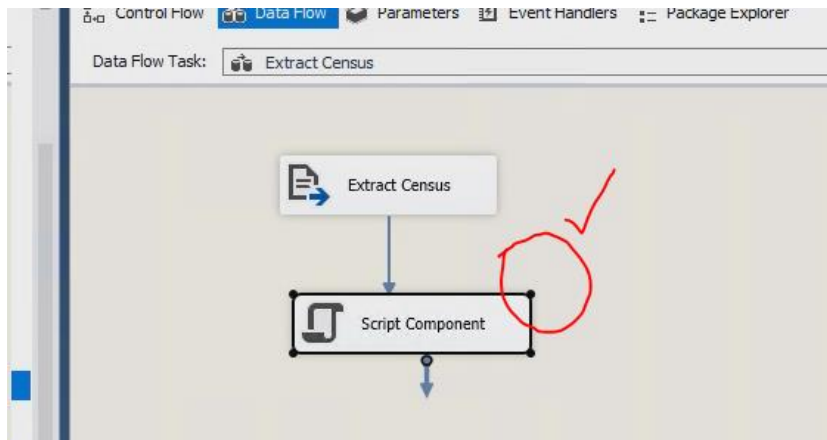 Control Flow Data Flow Parameters Event Handlers Package Explorer
Data Flow Task: Extract Census
Extract Census
Script Component